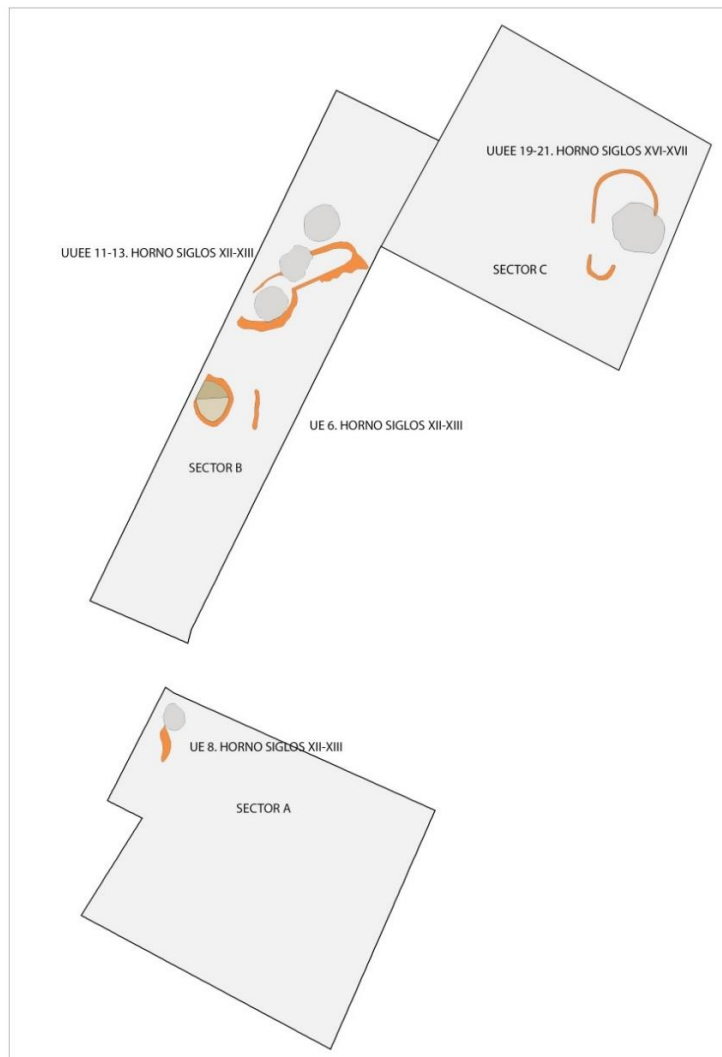 UUEE 19-21. HORNO SIGLOS XVI-XVII
UUEE 11-13. HORNO SIGLOS XII-XIII
SECTOR C
UE 6. HORNO SIGLOS XII-XIII
SECTOR B
UE 8. HORNO SIGLOS XII-XIII
SECTOR A